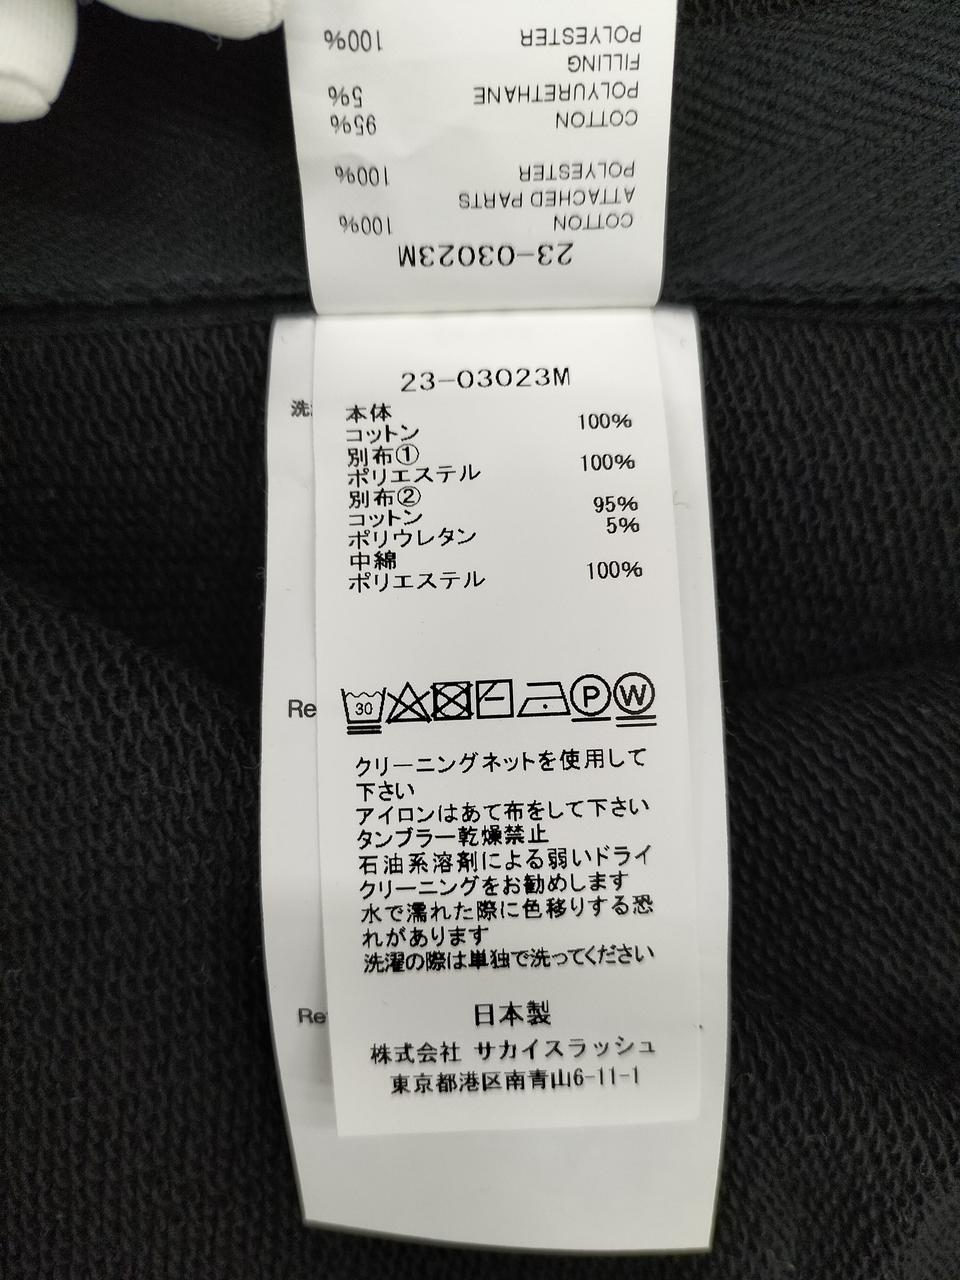 23-03023M
COTTON 100%
ATTACHED PARTS
POLYESTER 100%
COTTON 95%
POLYURETHANE 5%
FILLING
POLYESTER 100%
23-03023M
本体
コットン 100%
別布①
ポリエステル 100%
別布②
コットン 95%
ポリウレタン 5%
中綿
ポリエステル 100%
30
P
W
クリーニングネットを使用して
下さい
アイロンはあて布をして下さい
タンブラー乾燥禁止
石油系溶剤による弱いドライ
クリーニングをお勧めします
水で濡れた際に色移りする恐
れがあります
洗濯の際は単独で洗ってください
日本製
株式会社 サカイスラッシュ
東京都港区南青山6-11-1
洗
Re
Re